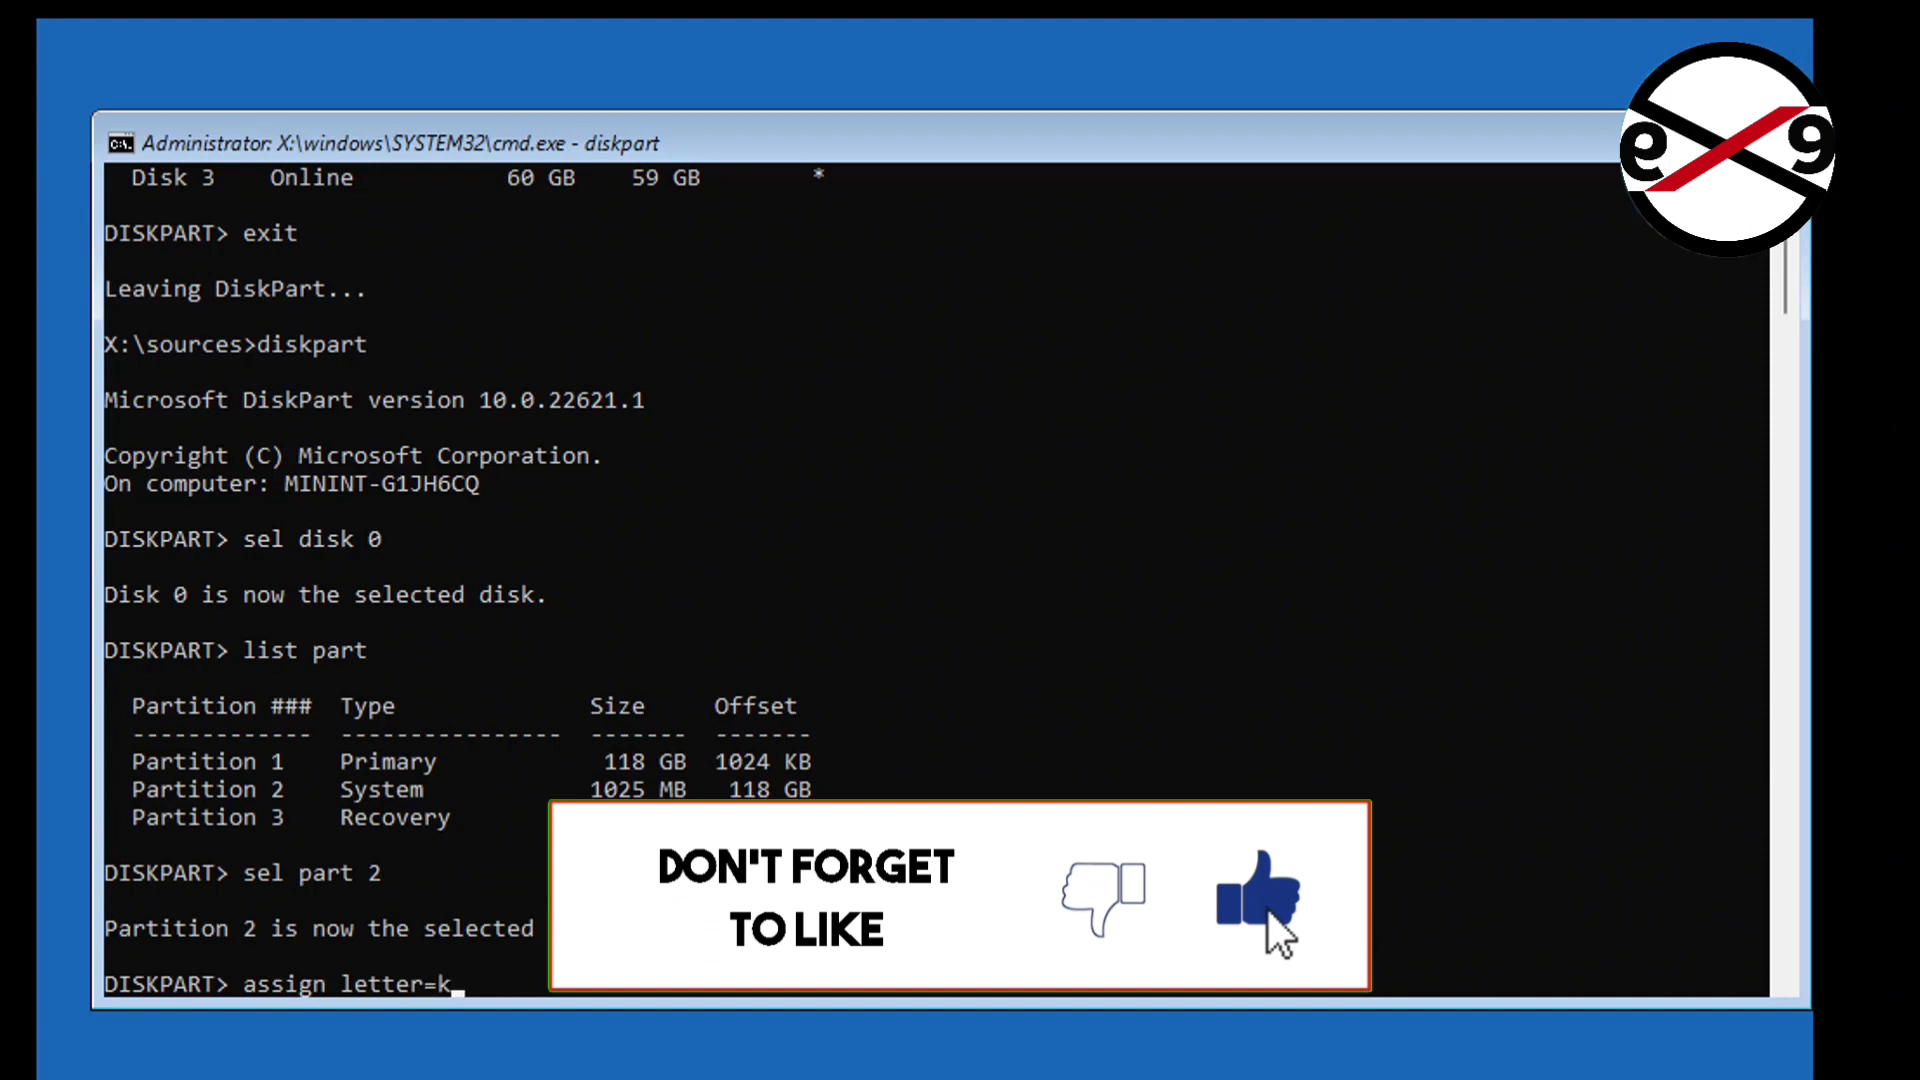 Administrator: X:\windows\SYSTEM32\cmd.exe - diskpart
Disk 3 Online 60 GB 59 GB *
DISKPART> exit
Leaving DiskPart...
X:\sources>diskpart
Microsoft DiskPart version 10.0.22621.1
Copyright (C) Microsoft Corporation.
On computer: MININT-G1JH6CQ
DISKPART> sel disk 0
Disk 0 is now the selected disk.
DISKPART> list part
Partition ### Type Size Offset
------------- ---------------- ------- -------
Partition 1 Primary 118 GB 1024 KB
Partition 2 System 1025 MB 118 GB
Partition 3 Recovery
DISKPART> sel part 2
Partition 2 is now the selected
DISKPART> assign letter=k_
DON'T FORGET
TO LIKE
e 9